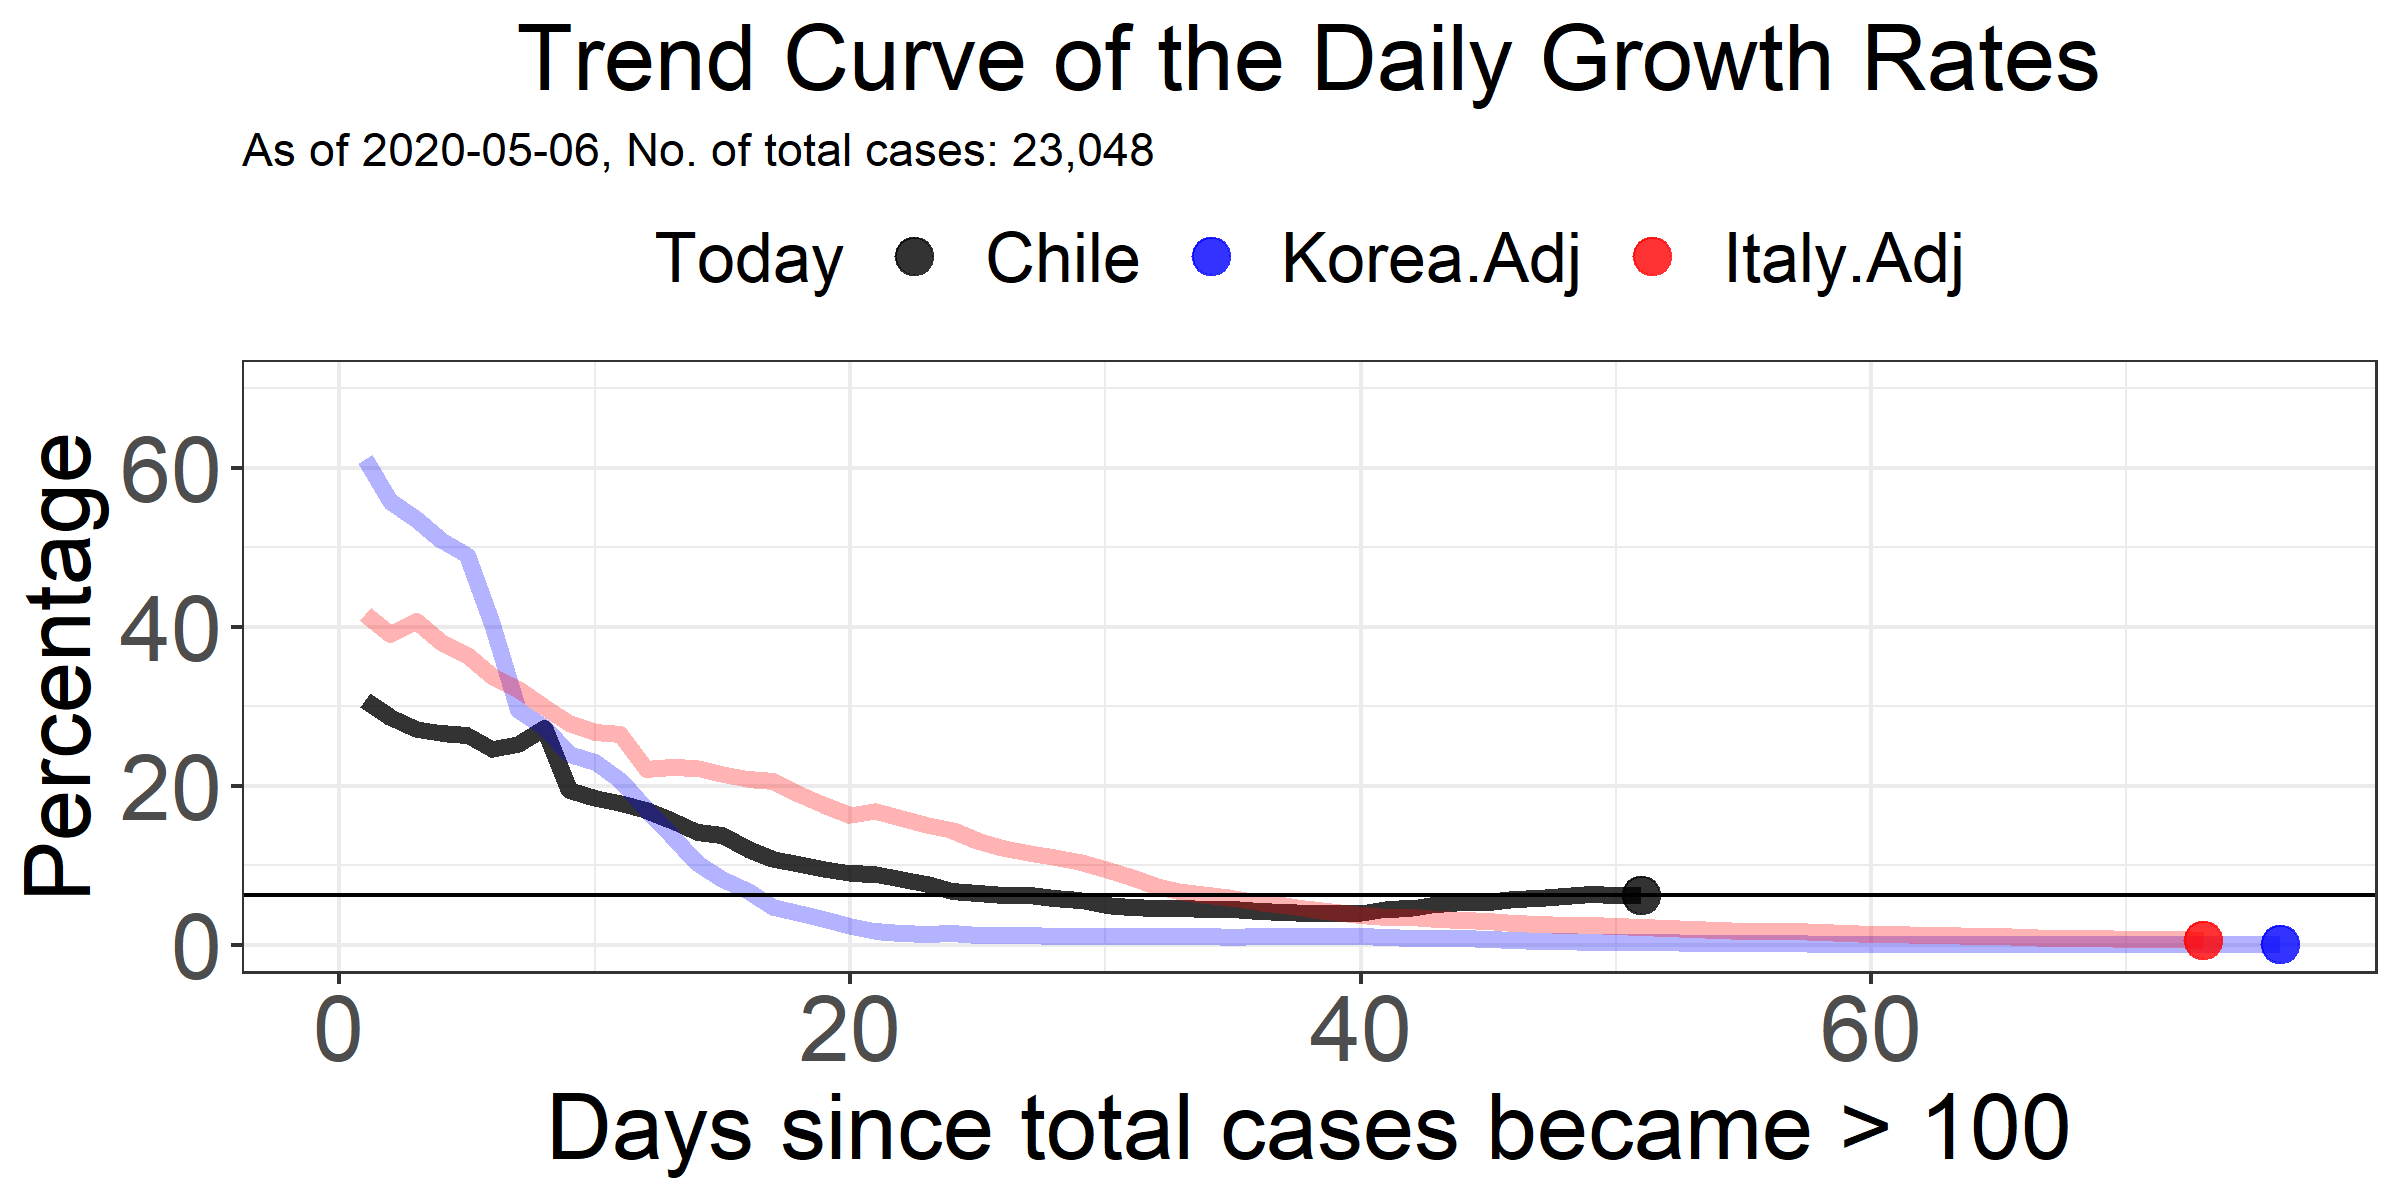 Trend Curve of the Daily Growth Rates
As of 2020-05-06, No. of total cases: 23,048
Today Chile Korea.Adj Italy.Adj
Percentage
60
40
20
0
0 20 40 60
Days since total cases became > 100